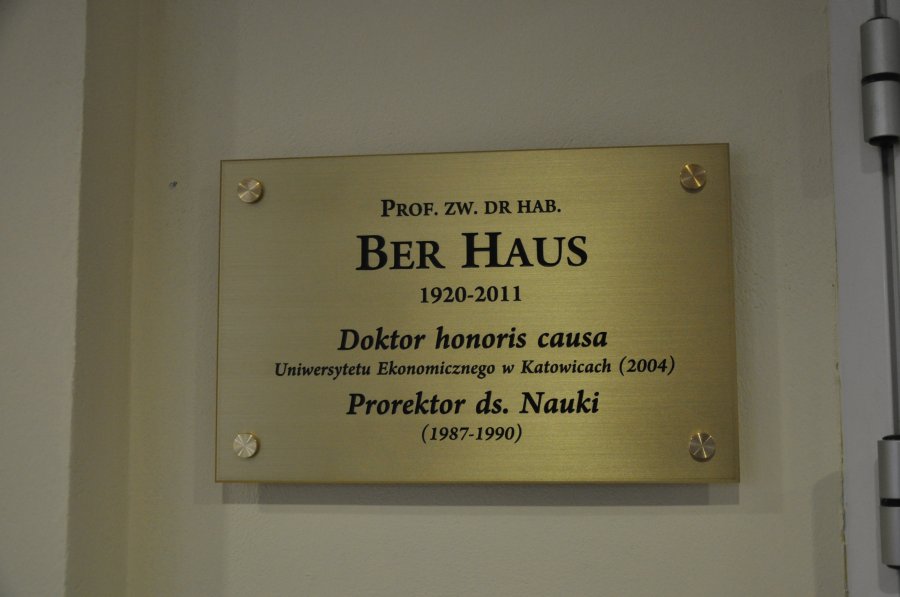 PROF. ZW. DR HAB.
BER HAUS
1920-2011
Doktor honoris causa
Uniwersytetu Ekonomicznego w Katowicach (2004)
Prorektor ds. Nauki
(1987-1990)